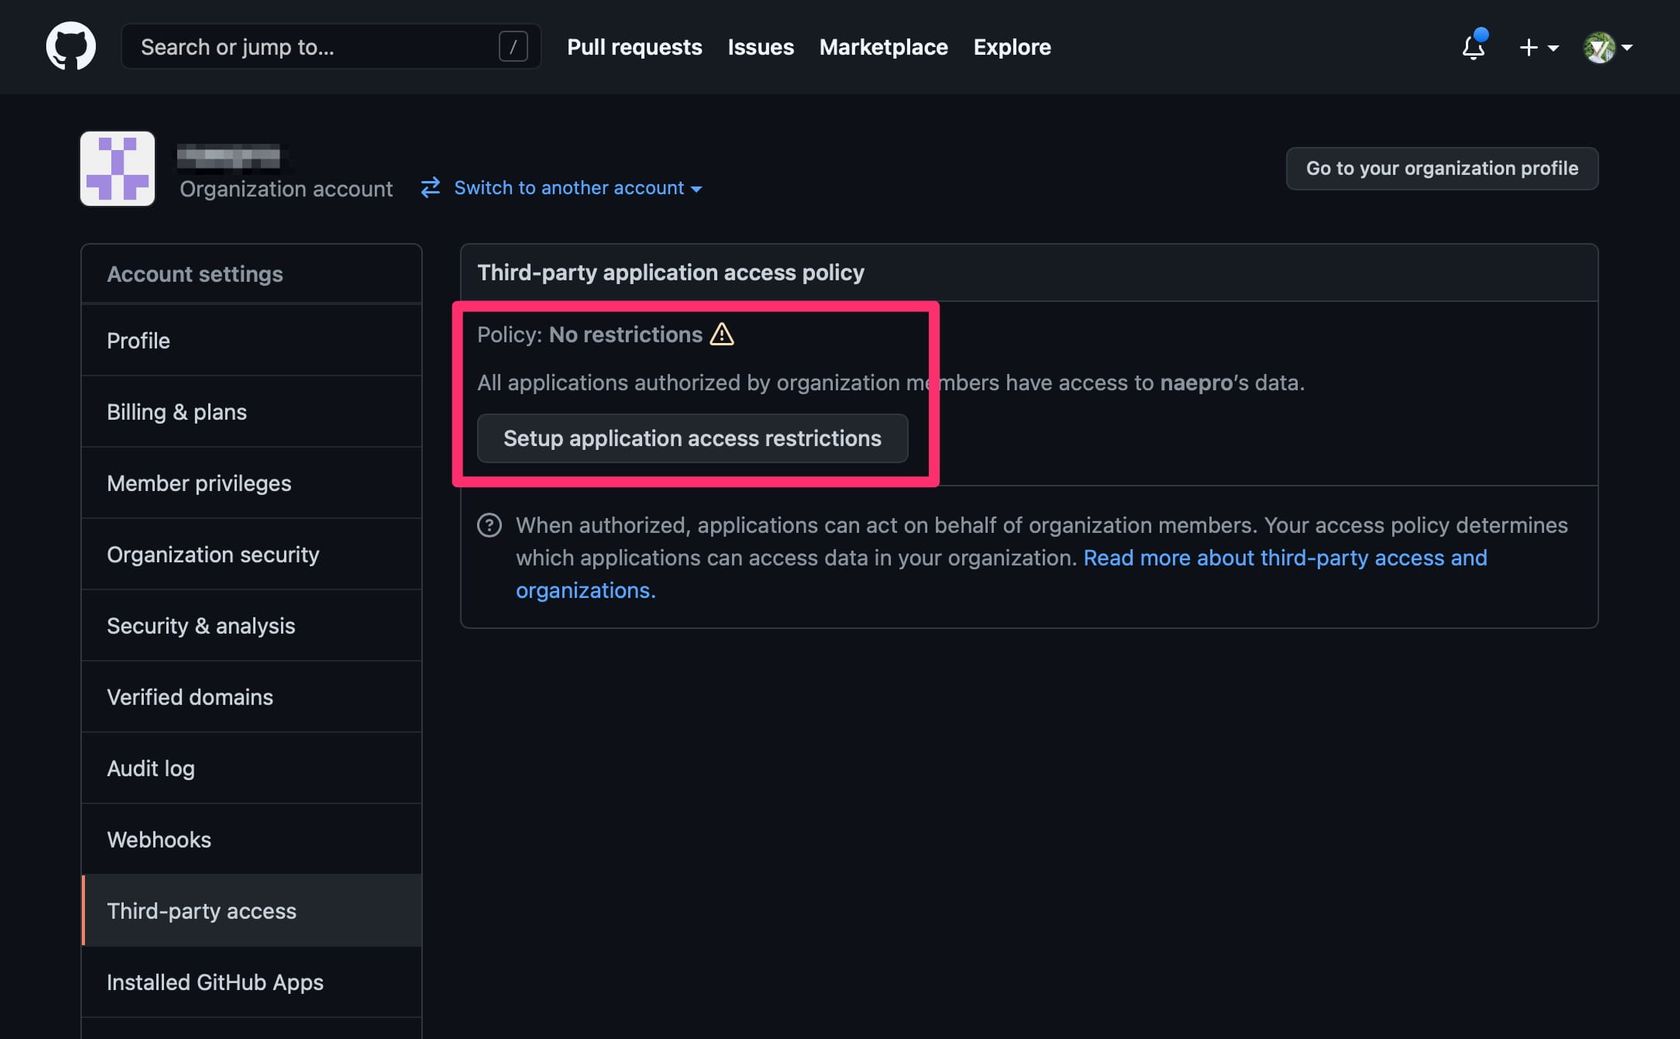 Search or jump to... /
Pull requests
Issues
Marketplace
Explore
Organization account
Switch to another account
Go to your organization profile
Account settings
Profile
Billing & plans
Member privileges
Organization security
Security & analysis
Verified domains
Audit log
Webhooks
Third-party access
Installed GitHub Apps
Third-party application access policy
Policy: No restrictions
All applications authorized by organization members have access to naepro's data.
Setup application access restrictions
When authorized, applications can act on behalf of organization members. Your access policy determines
which applications can access data in your organization. Read more about third-party access and
organizations.